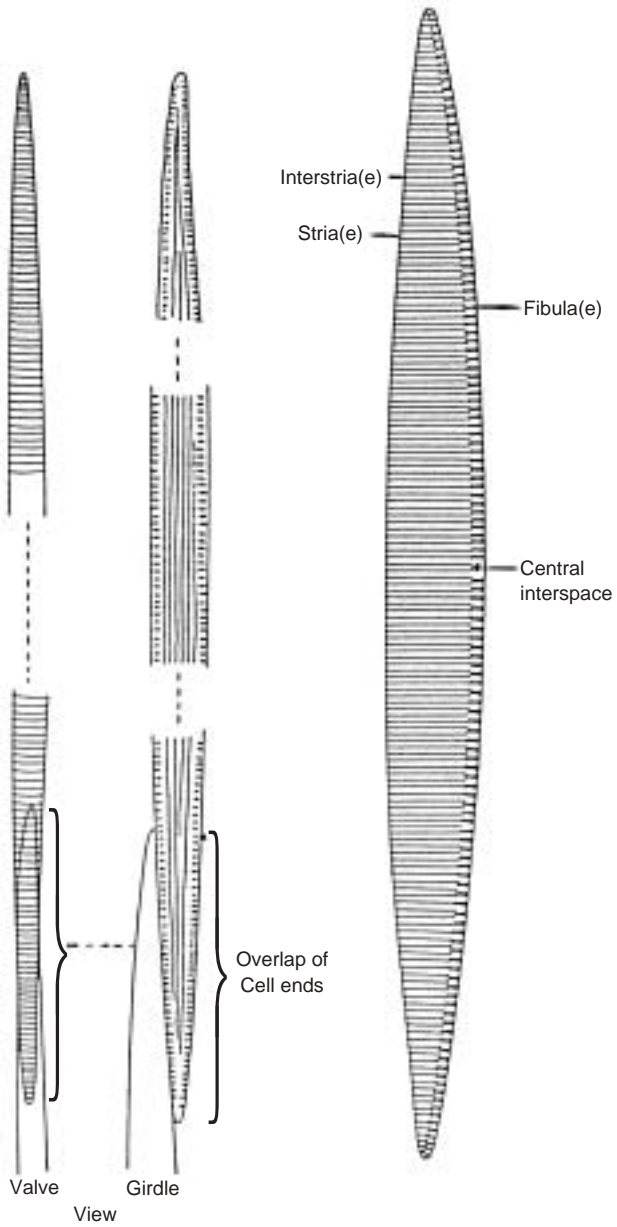 Interstria(e)
Stria(e)
Fibula(e)
Central
interspace
Overlap of
Cell ends
Valve
Girdle
View